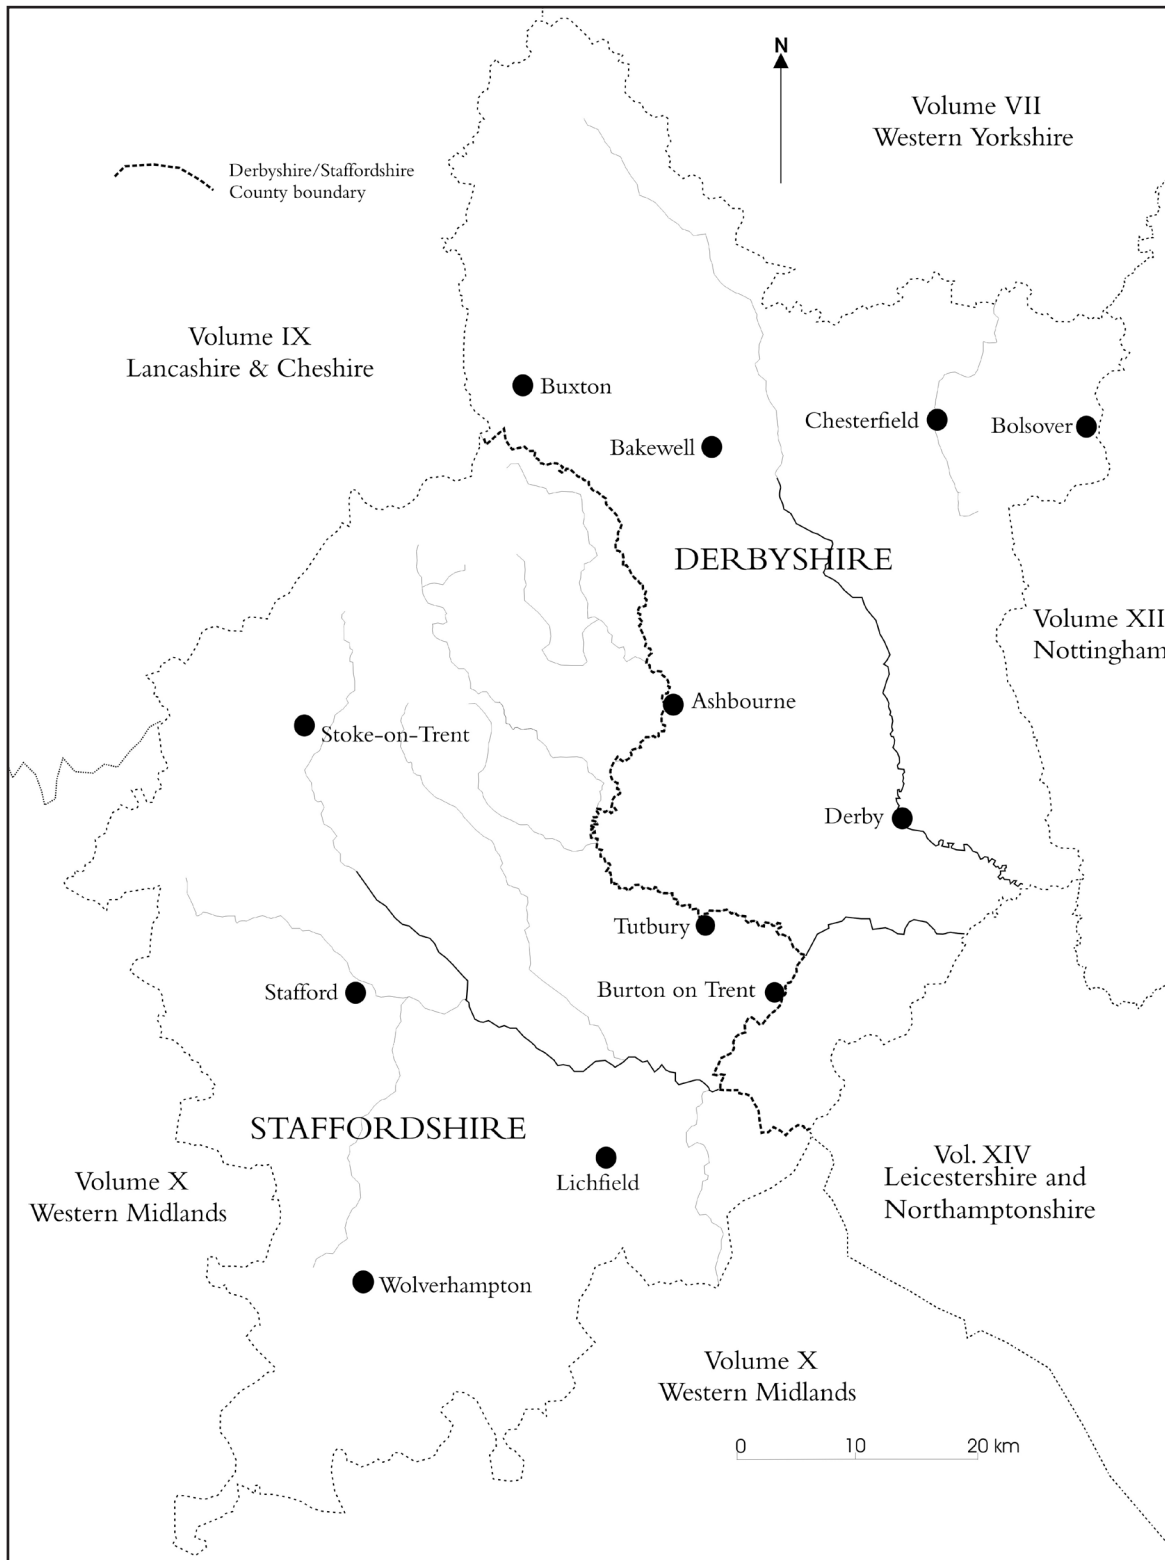 N
Volume VII
Western Yorkshire
Derbyshire/Staffordshire
County boundary
Volume IX
Lancashire & Cheshire
Buxton
Chesterfield
Bolsover
Bakewell
DERBYSHIRE
Volume XII
Nottingham
Ashbourne
Stoke-on-Trent
Derby
Tutbury
Stafford
Burton on Trent
STAFFORDSHIRE
Vol. XIV
Leicestershire and
Northamptonshire
Lichfield
Volume X
Western Midlands
Wolverhampton
Volume X
Western Midlands
0 10 20 km